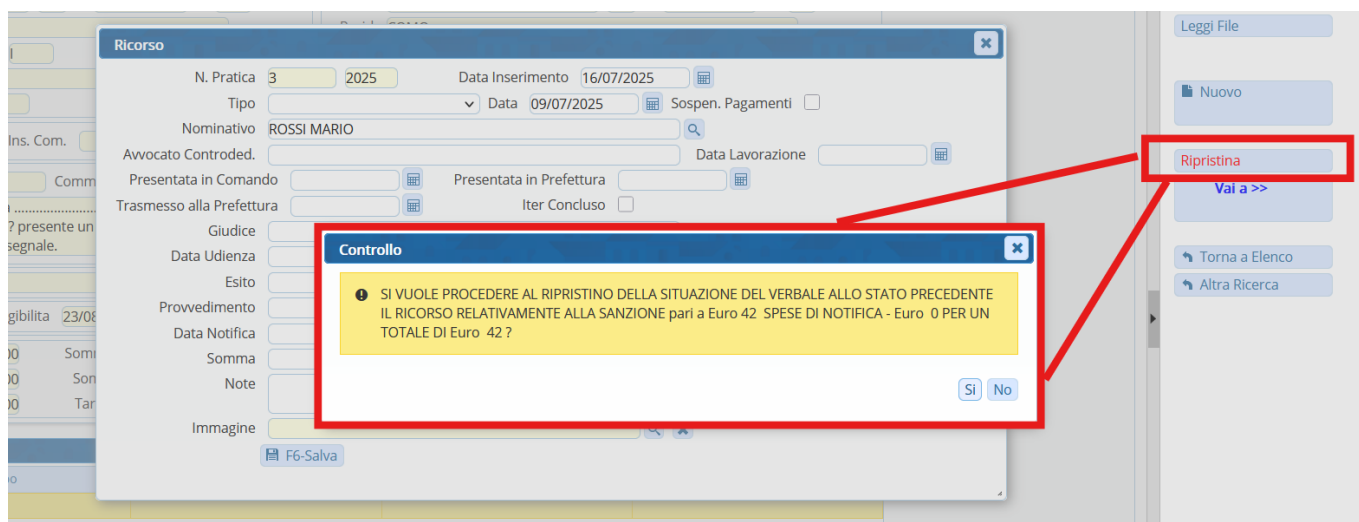 COMO
Leggi File
Ricorso
N. Pratica 3 2025 Data Inserimento 16/07/2025
Tipo Data 09/07/2025 Sospen. Pagamenti
Nuovo
Nominativo ROSSI MARIO
Ins. Com.
Avvocato Controded. Data Lavorazione
Ripristina
Comm
Presentata in Comando Presentata in Prefettura
Vai a >>
Trasmesso alla Prefettura Iter Concluso
? presente un
Giudice
segnale.
Controllo
Data Udienza
Torna a Elenco
Esito
SI VUOLE PROCEDERE AL RIPRISTINO DELLA SITUAZIONE DEL VERBALE ALLO STATO PRECEDENTE
IL RICORSO RELATIVAMENTE ALLA SANZIONE pari a Euro 42 SPESE DI NOTIFICA - Euro 0 PER UN
TOTALE DI Euro 42 ?
Altra Ricerca
Provvedimento
gibilita 23/08
Data Notifica
00 Som
Somma
00 Son
Note
Si No
00 Tar
Immagine
F6-Salva